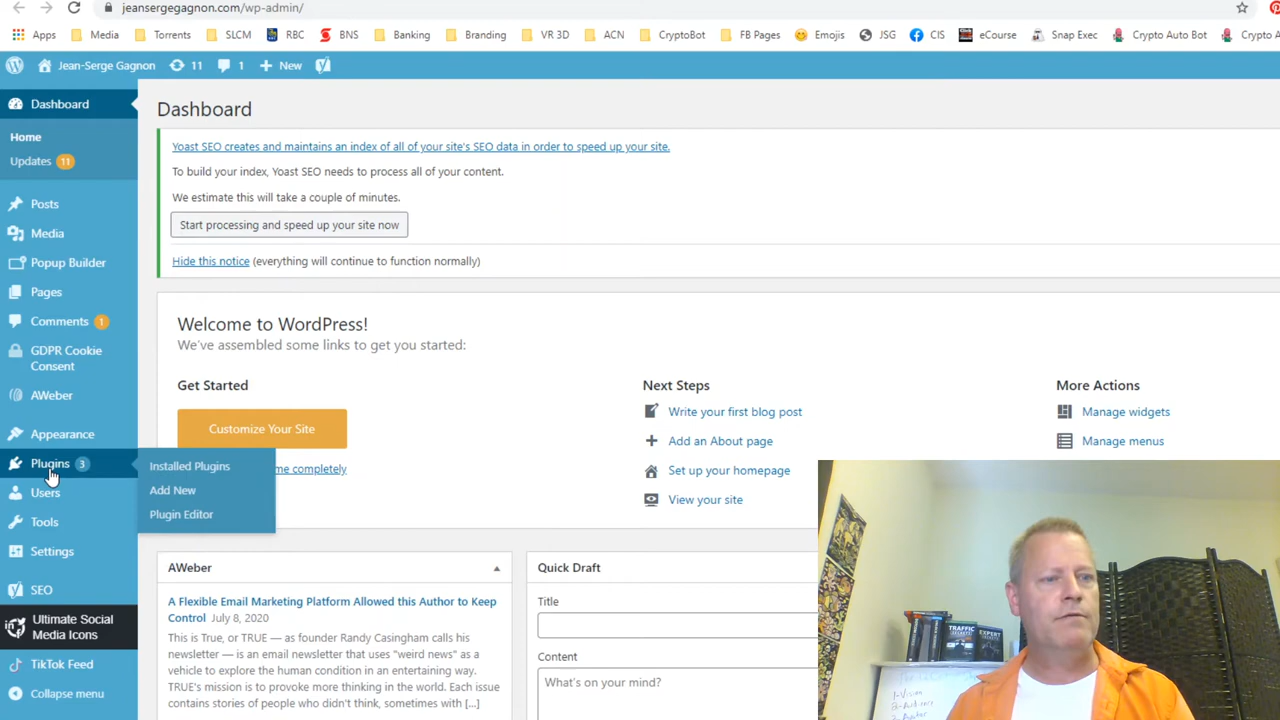 jeansergegagnon.com/wp-admin/
Apps Media Torrents SLCM RBC BNS Banking Branding VR 3D ACN CryptoBot FB Pages Emojis JSG CIS eCourse Snap Exec Crypto Auto Bot Crypto A
Jean-Serge Gagnon 11 1 New
Dashboard
Home
Updates 11
Posts
Media
Popup Builder
Pages
Comments 1
GDPR Cookie
Consent
AWeber
Appearance
Plugins 3
Installed Plugins
Add New
Plugin Editor
Users
Tools
Settings
SEO
Ultimate Social
Media Icons
TikTok Feed
Collapse menu
Dashboard
Yoast SEO creates and maintains an index of all of your site's SEO data in order to speed up your site.
To build your index, Yoast SEO needs to process all of your content.
We estimate this will take a couple of minutes.
Start processing and speed up your site now
Hide this notice (everything will continue to function normally)
Welcome to WordPress!
We've assembled some links to get you started:
Get Started
Customize Your Site
me completely
Next Steps
Write your first blog post
Add an About page
Set up your homepage
View your site
More Actions
Manage widgets
Manage menus
AWeber
A Flexible Email Marketing Platform Allowed this Author to Keep
Control July 8, 2020
This is True, or TRUE — as founder Randy Casingham calls his
newsletter — is an email newsletter that uses "weird news" as a
vehicle to explore the human condition in an entertaining way.
TRUE's mission is to provoke more thinking in the world. Each issue
contains stories of people who didn't think, sometimes with [...]
Quick Draft
Title
Content
What's on your mind?
TRAFFIC
SECRETS
EXPERT
SECRETS